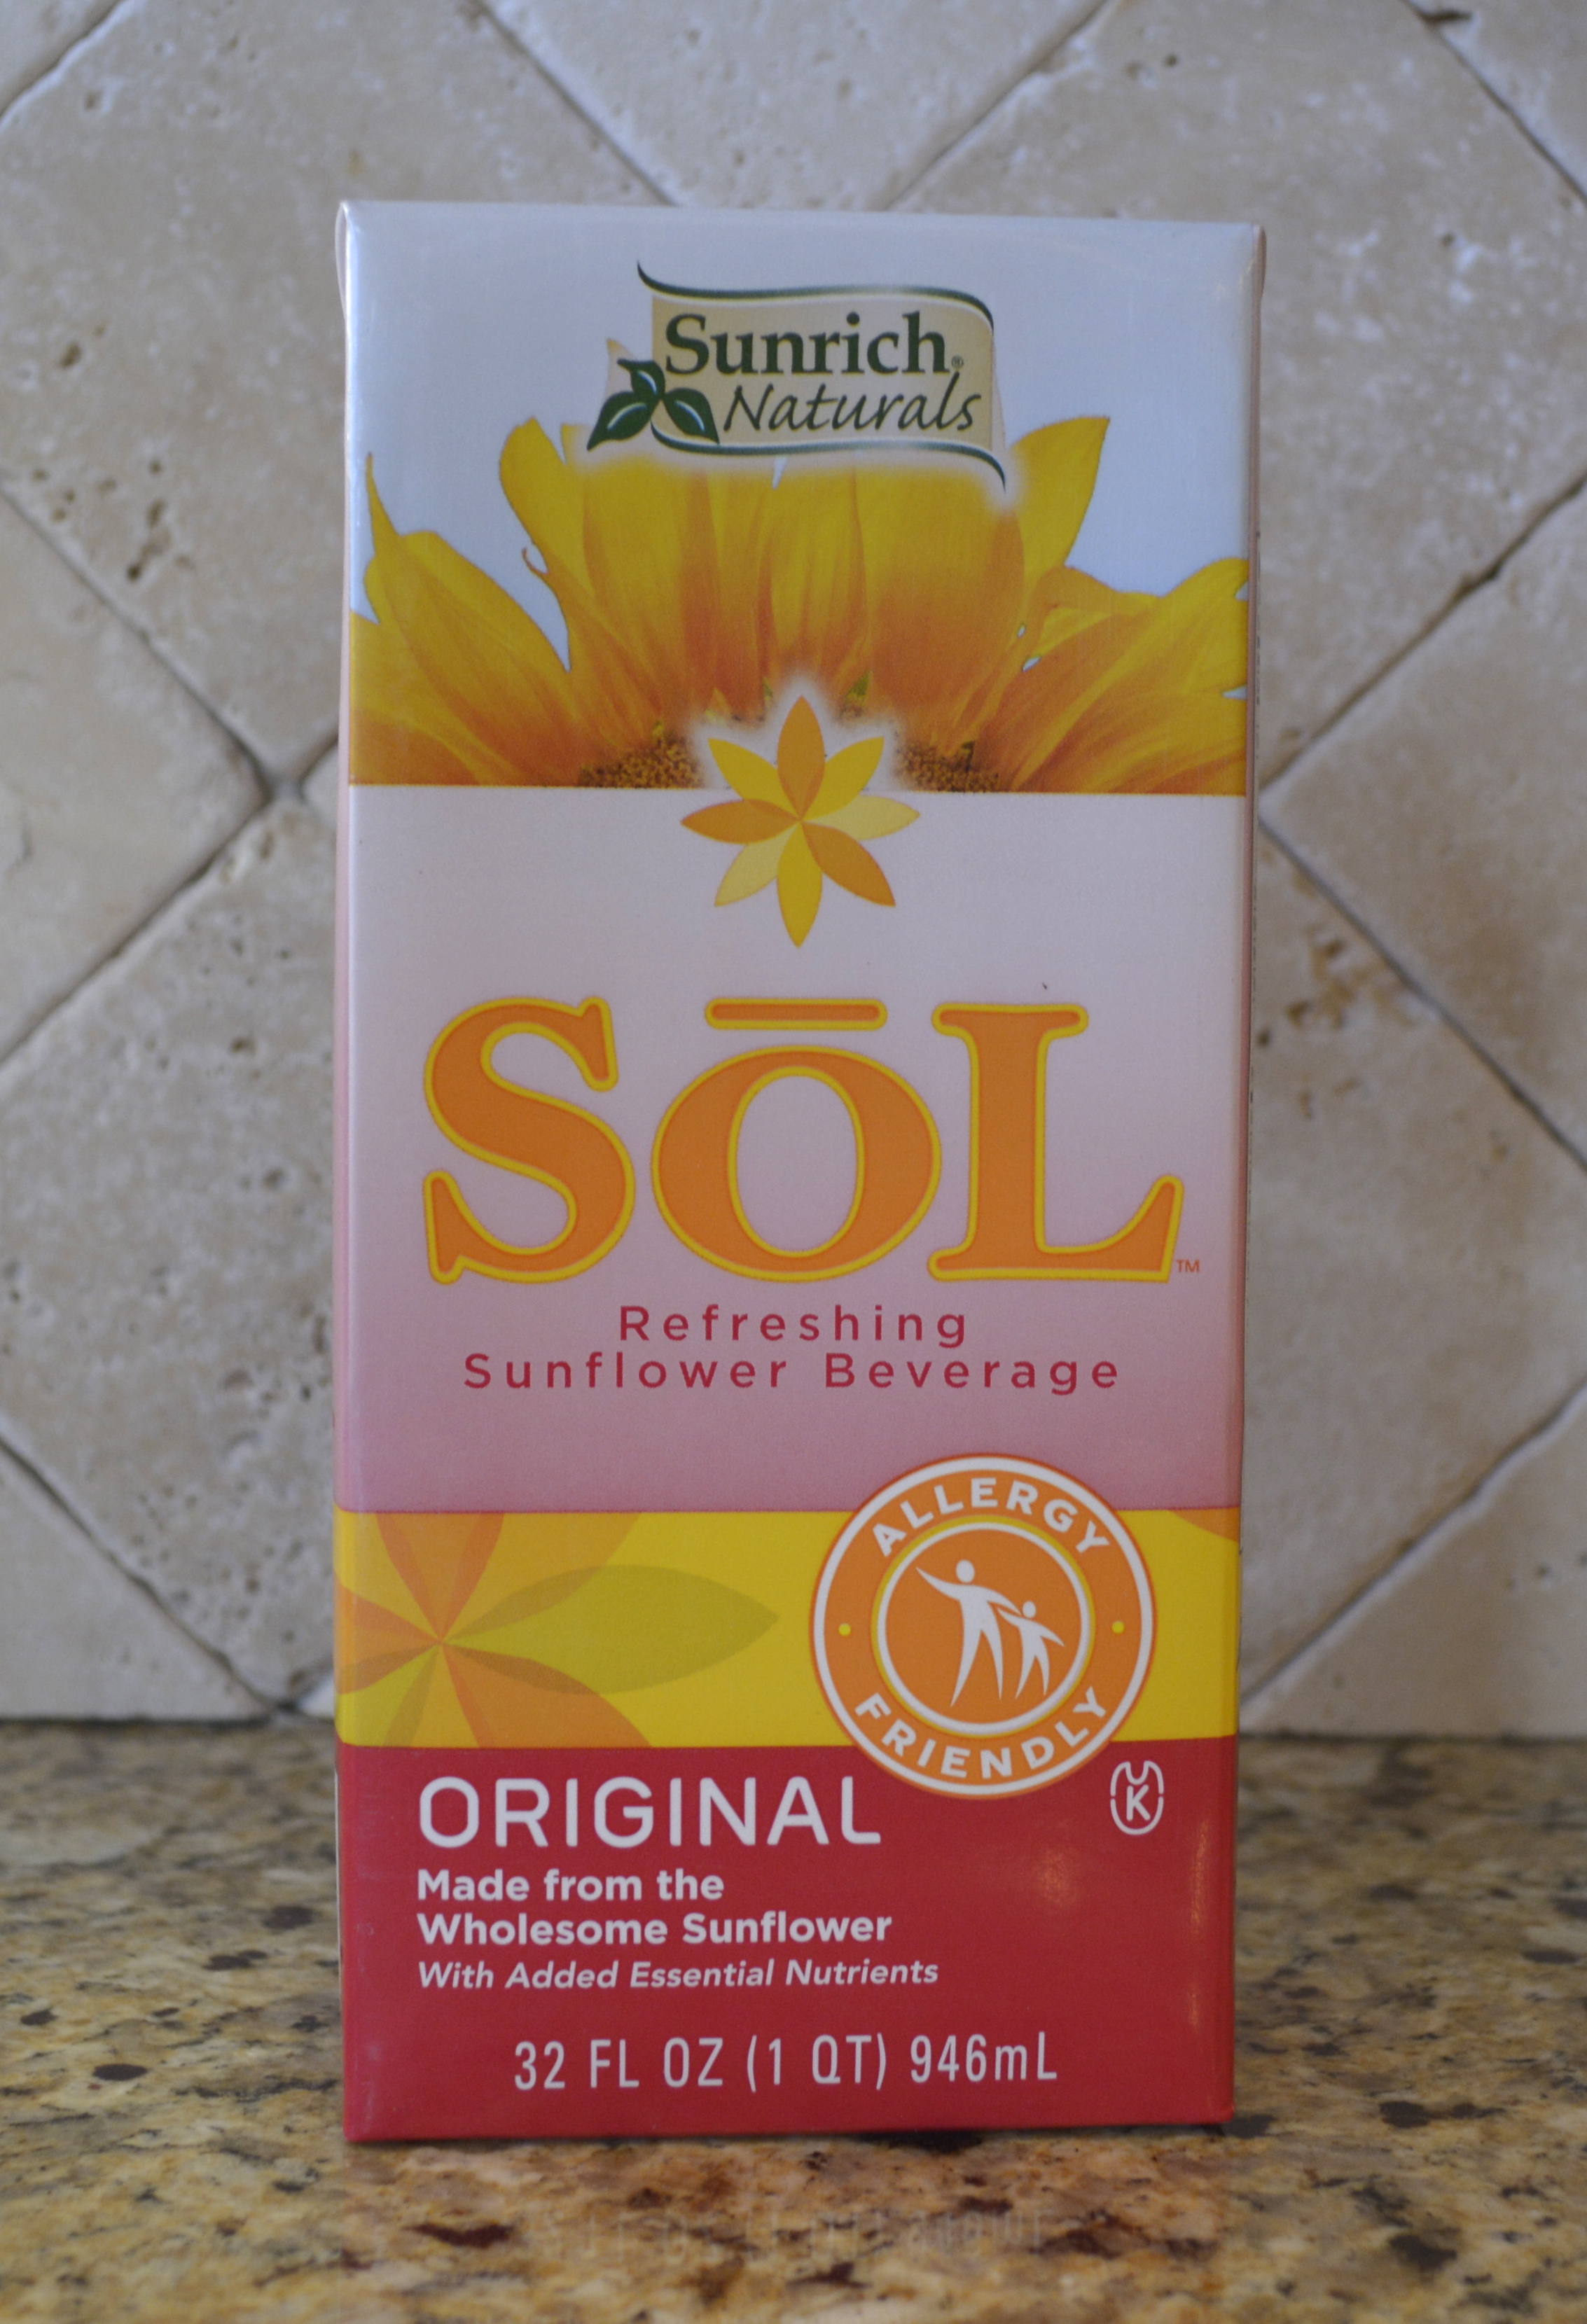 Sunrich®
Naturals
SōL™
Refreshing
Sunflower Beverage
ALLERGY
FRIENDLY
ORIGINAL
K
Made from the
Wholesome Sunflower
With Added Essential Nutrients
32 FL OZ (1 QT) 946mL